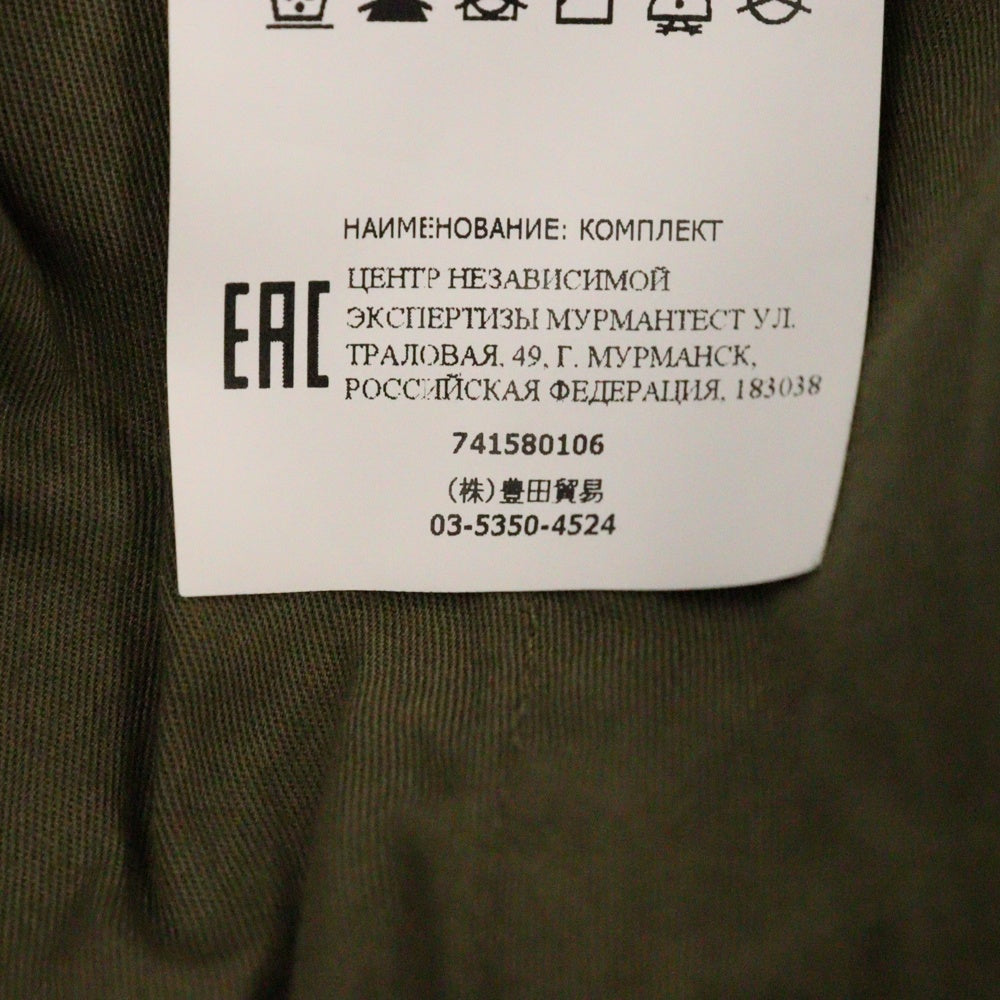 НАИМЕНОВАНИЕ: КОМПЛЕКТ
EAC
ЦЕНТР НЕЗАВИСИМОЙ
ЭКСПЕРТИЗЫ МУРМАНТЕСТ УЛ.
ТРАЛОВАЯ, 49, Г. МУРМАНСК,
РОССИЙСКАЯ ФЕДЕРАЦИЯ, 183038
741580106
(株)豊田貿易
03-5350-4524